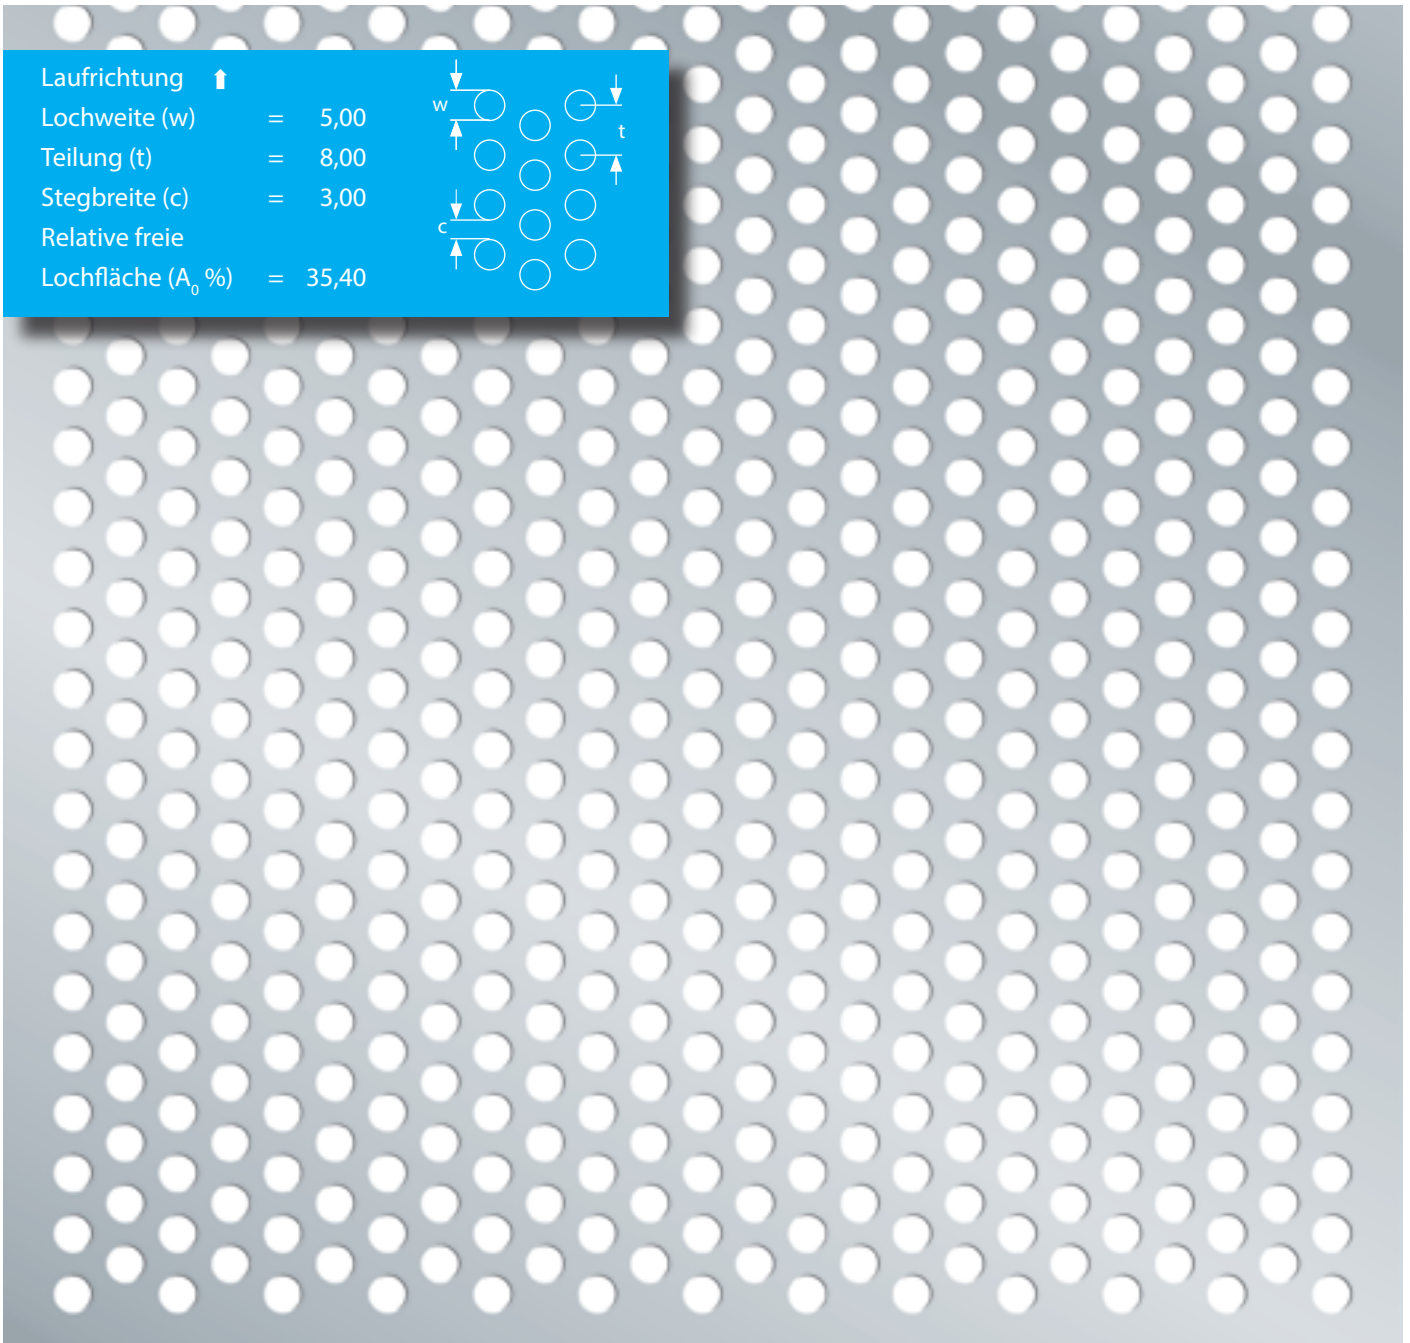 Laufrichtung ⬆
Lochweite (w) = 5,00
Teilung (t) = 8,00
Stegbreite (c) = 3,00
Relative freie
Lochfläche (A₀ %) = 35,40
w
t
c